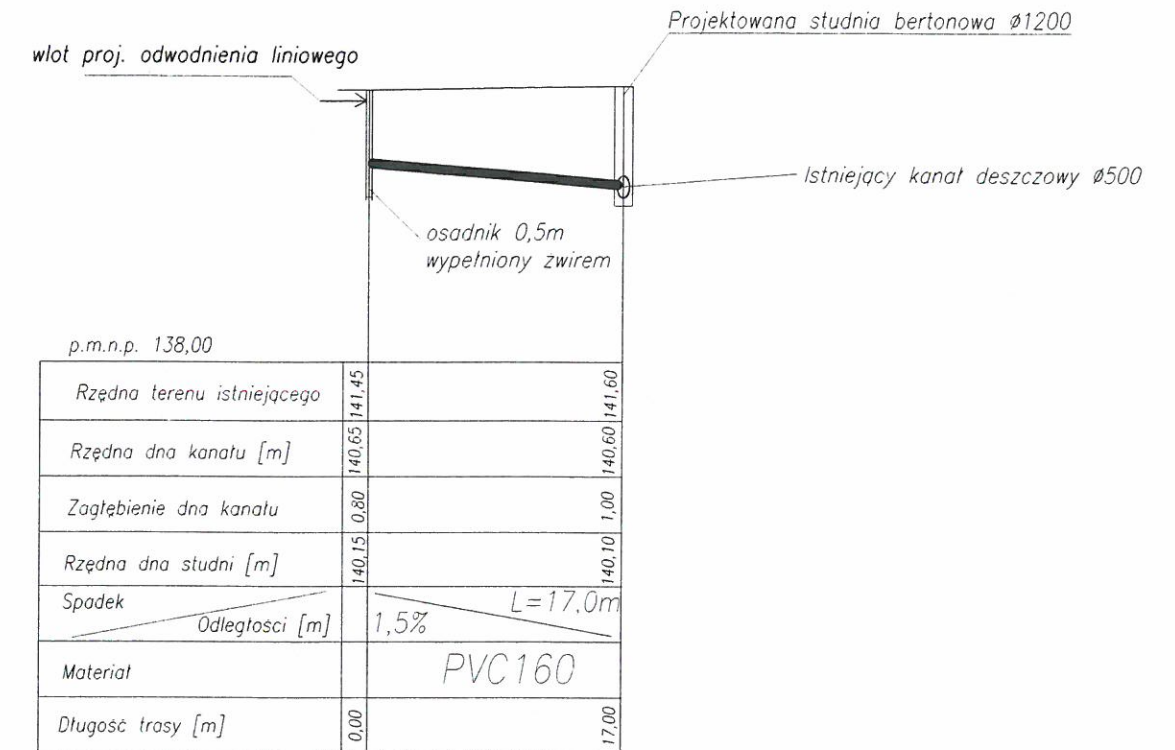 Projektowana studnia bertonowa ø1200
wlot proj. odwodnienia liniowego
Istniejący kanał deszczowy ø500
osadnik 0,5m
wypełniony żwirem
p.m.n.p. 138,00
Rzędna terenu istniejącego 141,45 141,60
Rzędna dna kanału [m] 140,65 140,60
Zagłębienie dna kanału 0,80 1,00
Rzędna dna studni [m] 140,15 140,10
Spadek L=17,0m
Odległości [m] 1,5%
Materiał PVC160
Długość trasy [m] 0,00 17,00